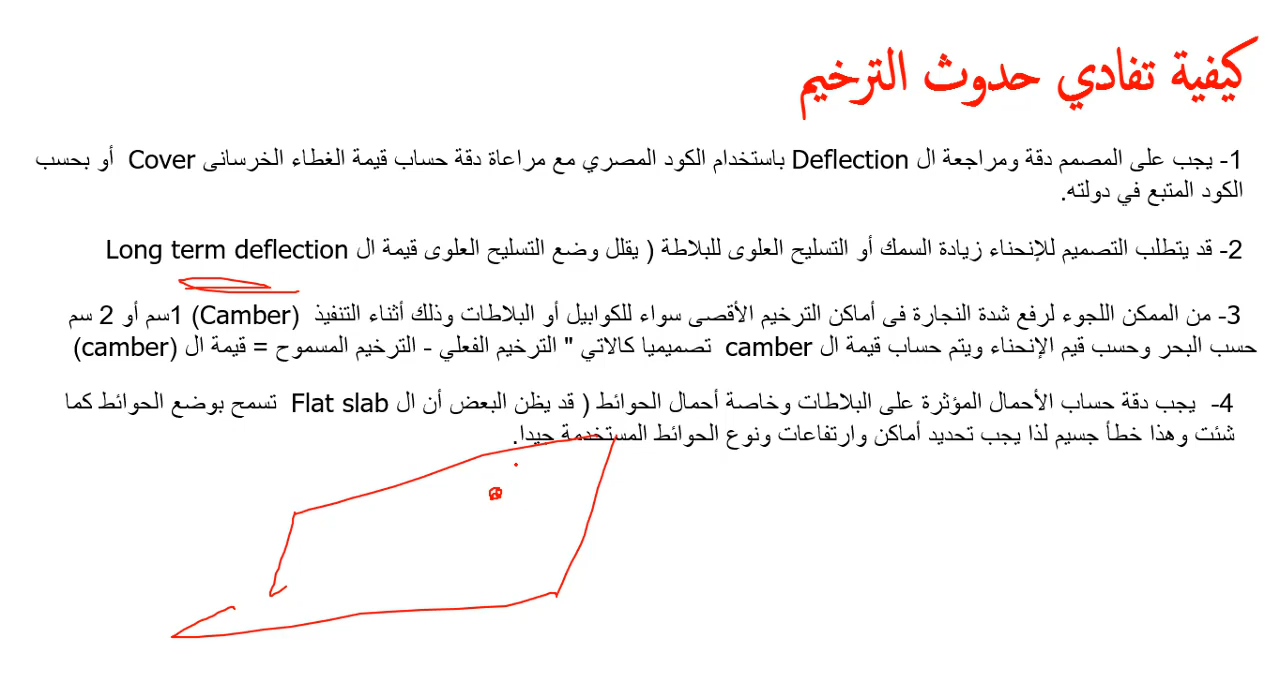 كيفية تفادي حدوث الترخيم
1- يجب على المصمم دقة ومراجعة ال Deflection باستخدام الكود المصري مع مراعاة دقة حساب قيمة الغطاء الخرسانى Cover أو بحسب
الكود المتبع في دولته.
2- قد يتطلب التصميم للإنحناء زيادة السمك أو التسليح العلوى للبلاطة ( يقلل وضع التسليح العلوى قيمة ال Long term deflection
3- من الممكن اللجوء لرفع شدة النجارة فى أماكن الترخيم الأقصى سواء للكوابيل أو البلاطات وذلك أثناء التنفيذ (Camber) 1سم أو 2 سم
حسب البحر وحسب قيم الإنحناء ويتم حساب قيمة ال camber تصميميا كالاتي " الترخيم الفعلي - الترخيم المسموح = قيمة ال (camber)
4- يجب دقة حساب الأحمال المؤثرة على البلاطات وخاصة أحمال الحوائط ( قد يظن البعض أن ال Flat slab تسمح بوضع الحوائط كما
شئت وهذا خطأ جسيم لذا يجب تحديد أماكن وارتفاعات ونوع الحوائط المستخدمة جيدا.